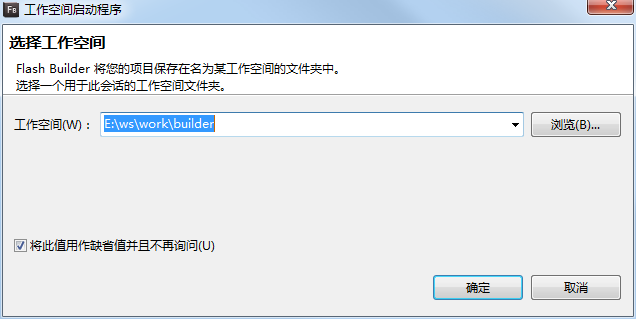 Fb 工作空间启动程序
选择工作空间
Flash Builder 将您的项目保存在名为某工作空间的文件夹中。
选择一个用于此会话的工作空间文件夹。
工作空间(W)： E:\ws\work\builder 浏览(B)...
将此值用作缺省值并且不再询问(U)
确定 取消